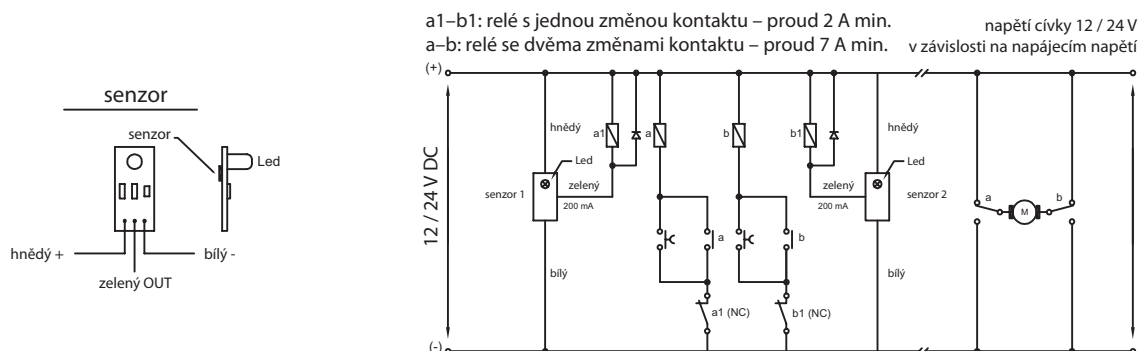 a1–b1: relé s jednou změnou kontaktu – proud 2 A min.
a–b: relé se dvěma změnami kontaktu – proud 7 A min.
napětí cívky 12 / 24 V
v závislosti na napájecím napětí
senzor
senzor
Led
hnědý +
bílý -
zelený OUT
(+)
12 / 24 V DC
(-)
hnědý
a1
a
b
b1
hnědý
Led
Led
senzor 1
zelený
200 mA
zelený
200 mA
senzor 2
a
b
bílý
bílý
a1 (NC)
b1 (NC)
a
M
b